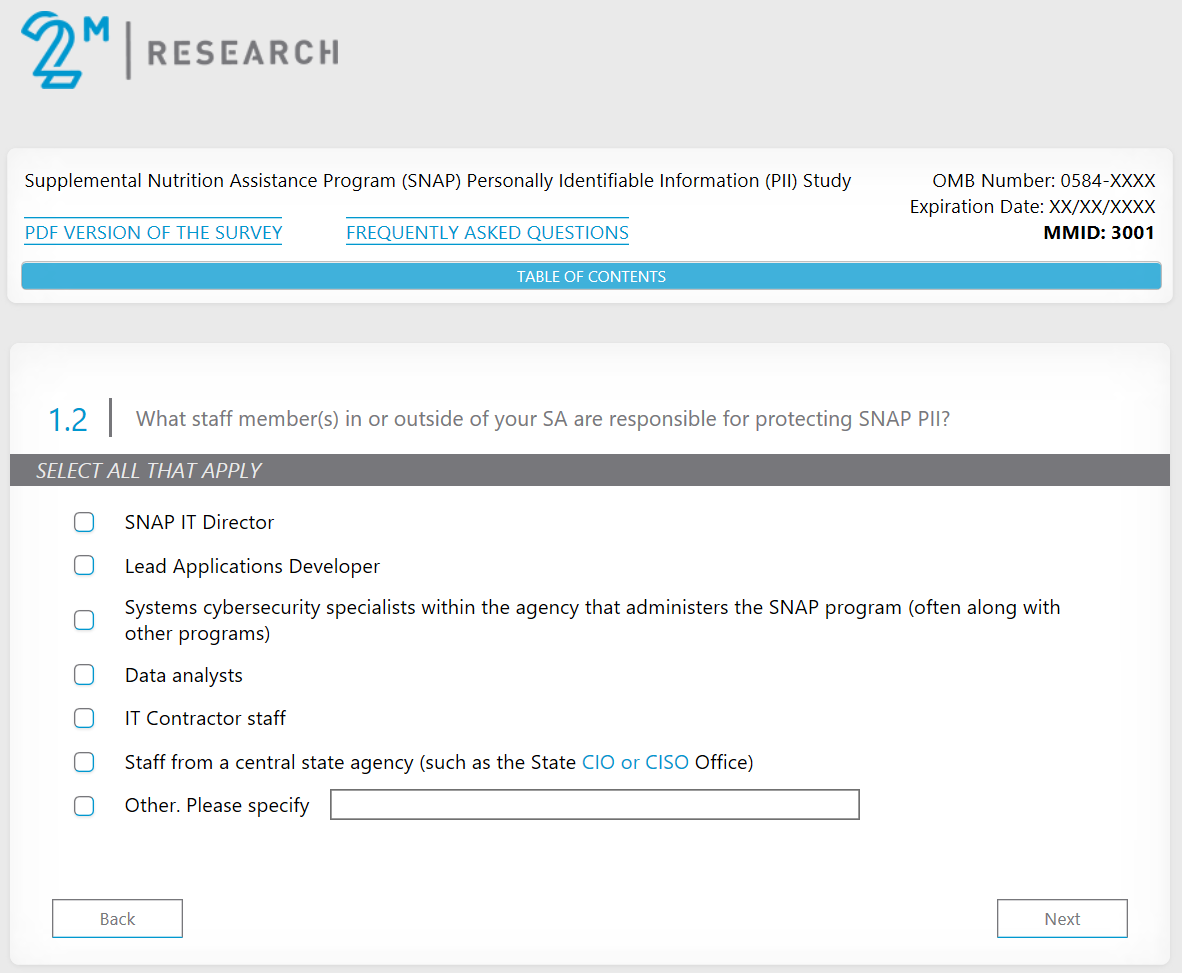 2M RESEARCH
Supplemental Nutrition Assistance Program (SNAP) Personally Identifiable Information (PII) Study
OMB Number: 0584-XXXX
Expiration Date: XX/XX/XXXX
PDF VERSION OF THE SURVEY
FREQUENTLY ASKED QUESTIONS
MMID: 3001
TABLE OF CONTENTS
1.2
What staff member(s) in or outside of your SA are responsible for protecting SNAP PII?
SELECT ALL THAT APPLY
SNAP IT Director
Lead Applications Developer
Systems cybersecurity specialists within the agency that administers the SNAP program (often along with
other programs)
Data analysts
IT Contractor staff
Staff from a central state agency (such as the State CIO or CISO Office)
Other. Please specify
Back
Next